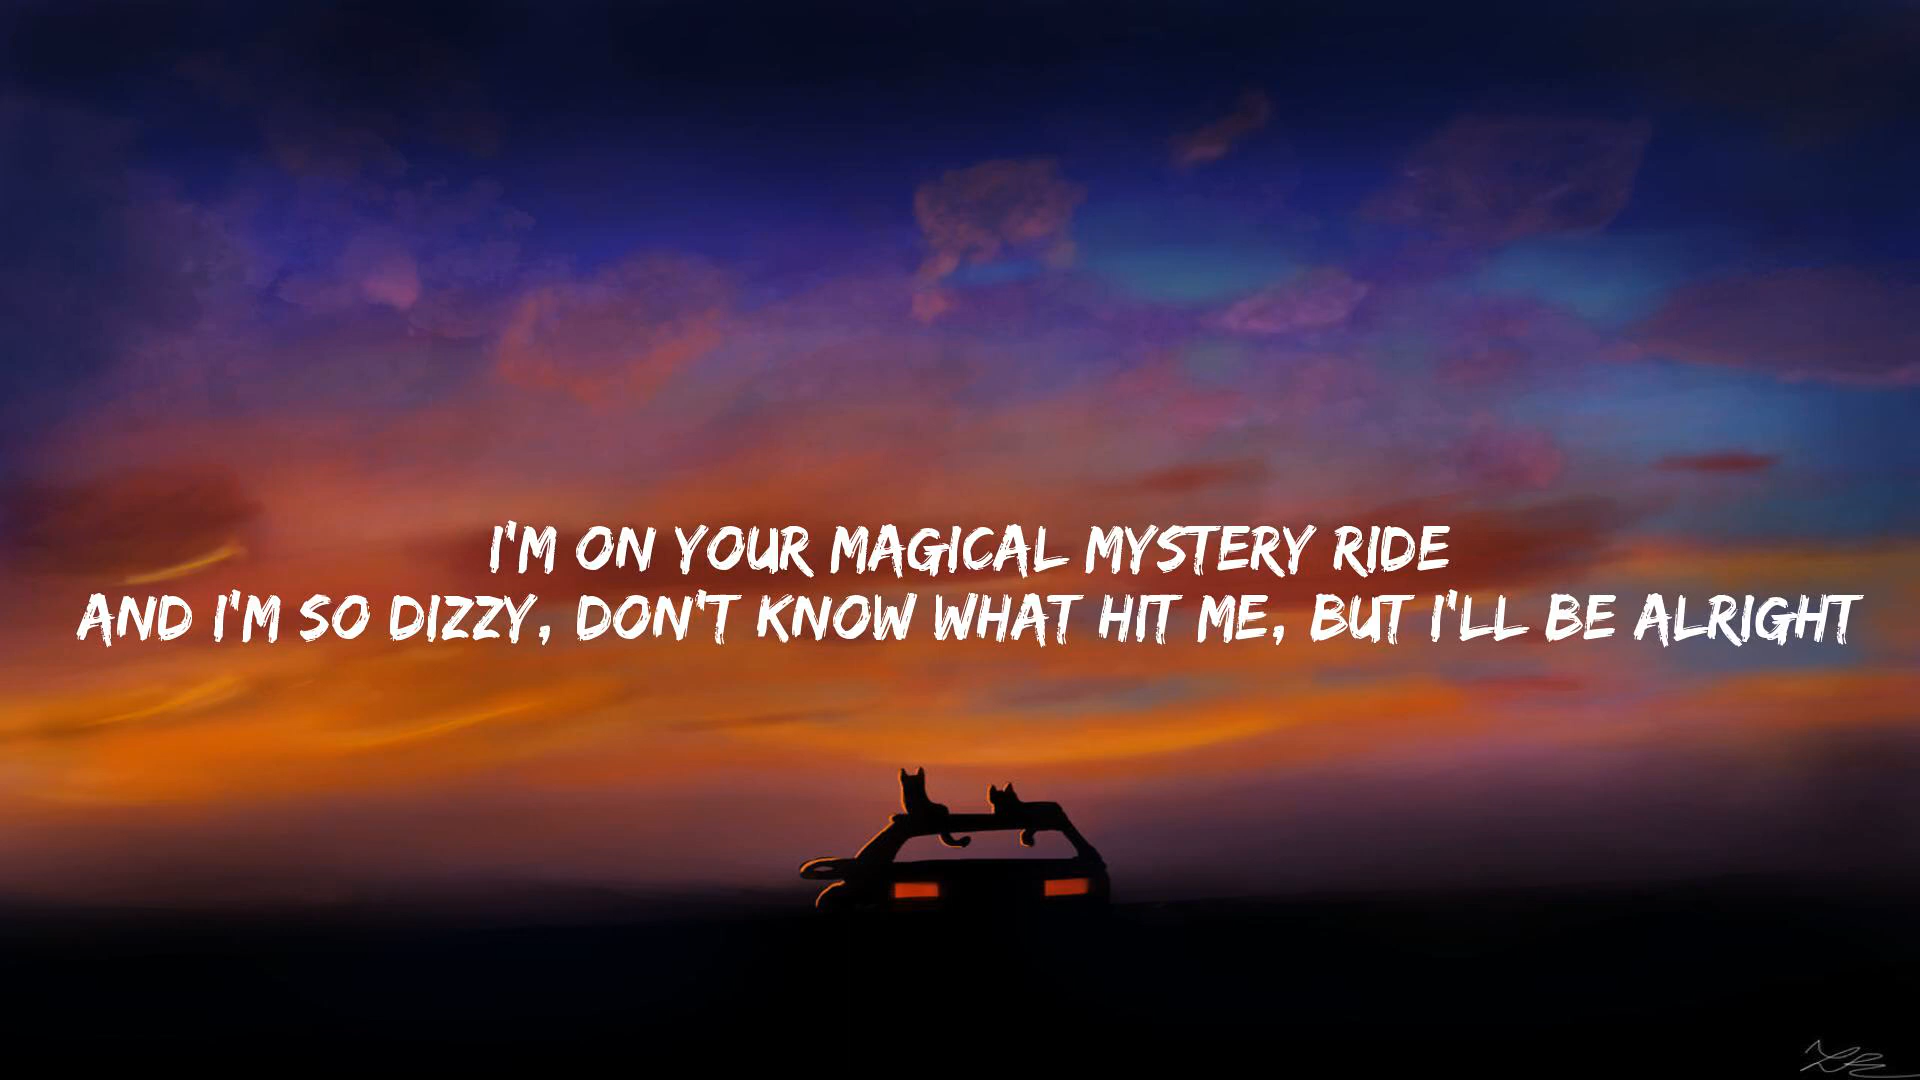 I'M ON YOUR MAGICAL MYSTERY RIDE
AND I'M SO DIZZY, DON'T KNOW WHAT HIT ME, BUT I'LL BE ALRIGHT